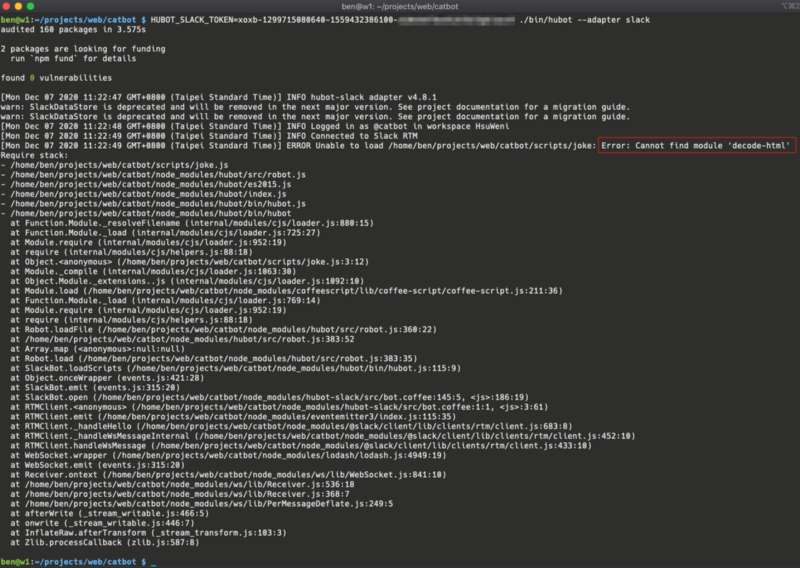 ben@w1: ~/projects/web/catbot
⌥⌘2
ben@w1:~/projects/web/catbot $ HUBOT_SLACK_TOKEN=xoxb-1299715080640-1559432386100- ./bin/hubot --adapter slack
audited 160 packages in 3.575s
2 packages are looking for funding
run `npm fund` for details
found 0 vulnerabilities
[Mon Dec 07 2020 11:22:47 GMT+0800 (Taipei Standard Time)] INFO hubot-slack adapter v4.8.1
warn: SlackDataStore is deprecated and will be removed in the next major version. See project documentation for a migration guide.
warn: SlackDataStore is deprecated and will be removed in the next major version. See project documentation for a migration guide.
[Mon Dec 07 2020 11:22:48 GMT+0800 (Taipei Standard Time)] INFO Logged in as @catbot in workspace HsuWeni
[Mon Dec 07 2020 11:22:49 GMT+0800 (Taipei Standard Time)] INFO Connected to Slack RTM
[Mon Dec 07 2020 11:22:49 GMT+0800 (Taipei Standard Time)] ERROR Unable to load /home/ben/projects/web/catbot/scripts/joke: Error: Cannot find module 'decode-html'
Require stack:
- /home/ben/projects/web/catbot/scripts/joke.js
- /home/ben/projects/web/catbot/node_modules/hubot/src/robot.js
- /home/ben/projects/web/catbot/node_modules/hubot/es2015.js
- /home/ben/projects/web/catbot/node_modules/hubot/index.js
- /home/ben/projects/web/catbot/node_modules/hubot/bin/hubot.js
- /home/ben/projects/web/catbot/node_modules/hubot/bin/hubot
at Function.Module._resolveFilename (internal/modules/cjs/loader.js:880:15)
at Function.Module._load (internal/modules/cjs/loader.js:725:27)
at Module.require (internal/modules/cjs/loader.js:952:19)
at require (internal/modules/cjs/helpers.js:88:18)
at Object.<anonymous> (/home/ben/projects/web/catbot/scripts/joke.js:3:12)
at Module._compile (internal/modules/cjs/loader.js:1063:30)
at Object.Module._extensions..js (internal/modules/cjs/loader.js:1092:10)
at Module.load (/home/ben/projects/web/catbot/node_modules/coffeescript/lib/coffee-script/coffee-script.js:211:36)
at Function.Module._load (internal/modules/cjs/loader.js:769:14)
at Module.require (internal/modules/cjs/loader.js:952:19)
at require (internal/modules/cjs/helpers.js:88:18)
at Robot.loadFile (/home/ben/projects/web/catbot/node_modules/hubot/src/robot.js:360:22)
at /home/ben/projects/web/catbot/node_modules/hubot/src/robot.js:383:52
at Array.map (<anonymous>:null:null)
at Robot.load (/home/ben/projects/web/catbot/node_modules/hubot/src/robot.js:383:35)
at SlackBot.loadScripts (/home/ben/projects/web/catbot/node_modules/hubot/bin/hubot.js:115:9)
at Object.onceWrapper (events.js:421:28)
at SlackBot.emit (events.js:315:20)
at SlackBot.open (/home/ben/projects/web/catbot/node_modules/hubot-slack/src/bot.coffee:145:5, <js>:186:19)
at RTMClient.<anonymous> (/home/ben/projects/web/catbot/node_modules/hubot-slack/src/bot.coffee:1:1, <js>:3:61)
at RTMClient.emit (/home/ben/projects/web/catbot/node_modules/eventemitter3/index.js:115:35)
at RTMClient._handleHello (/home/ben/projects/web/catbot/node_modules/@slack/client/lib/clients/rtm/client.js:683:8)
at RTMClient._handleWsMessageInternal (/home/ben/projects/web/catbot/node_modules/@slack/client/lib/clients/rtm/client.js:452:10)
at RTMClient.handleWsMessage (/home/ben/projects/web/catbot/node_modules/@slack/client/lib/clients/rtm/client.js:433:10)
at WebSocket.wrapper (/home/ben/projects/web/catbot/node_modules/lodash/lodash.js:4949:19)
at WebSocket.emit (events.js:315:20)
at Receiver.ontext (/home/ben/projects/web/catbot/node_modules/ws/lib/WebSocket.js:841:10)
at /home/ben/projects/web/catbot/node_modules/ws/lib/Receiver.js:536:18
at /home/ben/projects/web/catbot/node_modules/ws/lib/Receiver.js:368:7
at /home/ben/projects/web/catbot/node_modules/ws/lib/PerMessageDeflate.js:249:5
at afterWrite (_stream_writable.js:466:5)
at onwrite (_stream_writable.js:446:7)
at InflateRaw.afterTransform (_stream_transform.js:103:3)
at Zlib.processCallback (zlib.js:587:8)
ben@w1:~/projects/web/catbot $ _